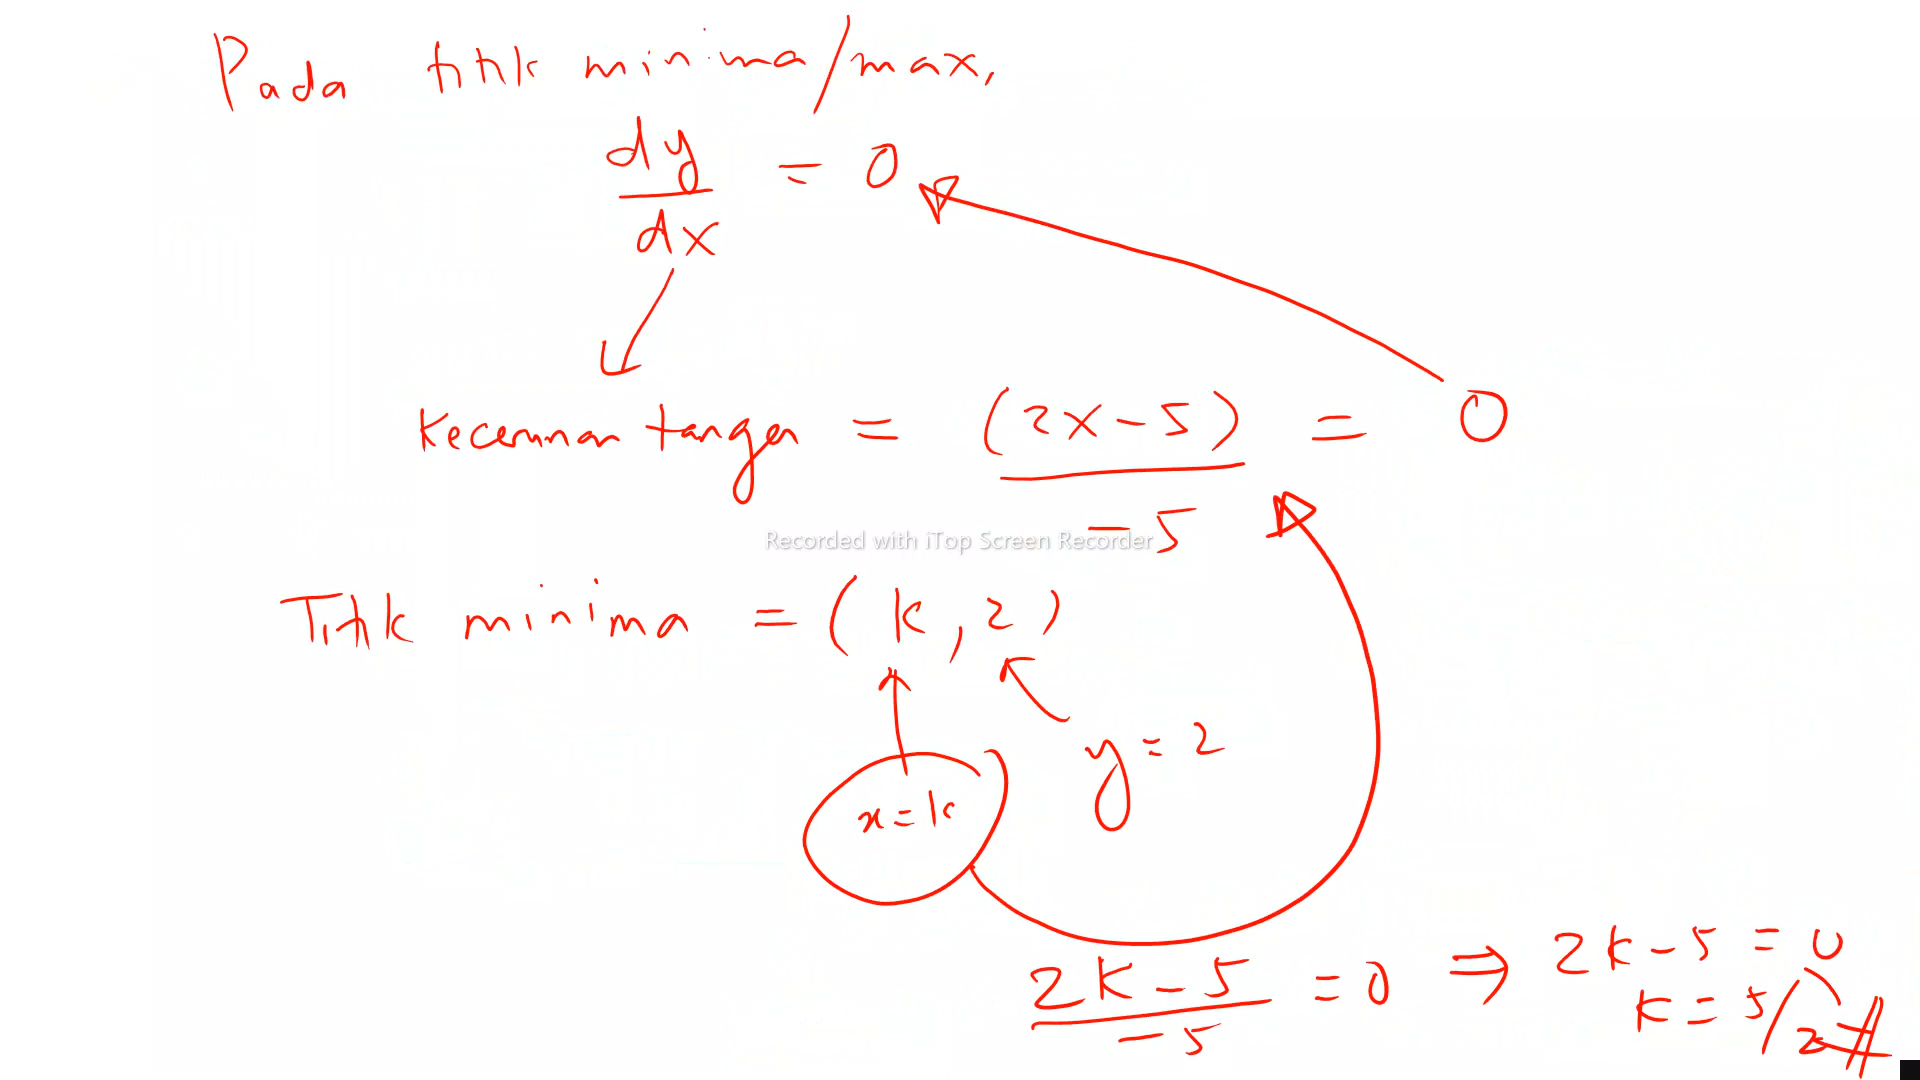 Pada titik minima/max,
dy/dx = 0
Kecerunan tangen = (2x-5)/-5 = 0
Recorded with iTop Screen Recorder
Titik minima = (k, 2)
y = 2
x = k
(2k-5)/-5 = 0 ⇒ 2k-5 = 0
k = 5/2 #